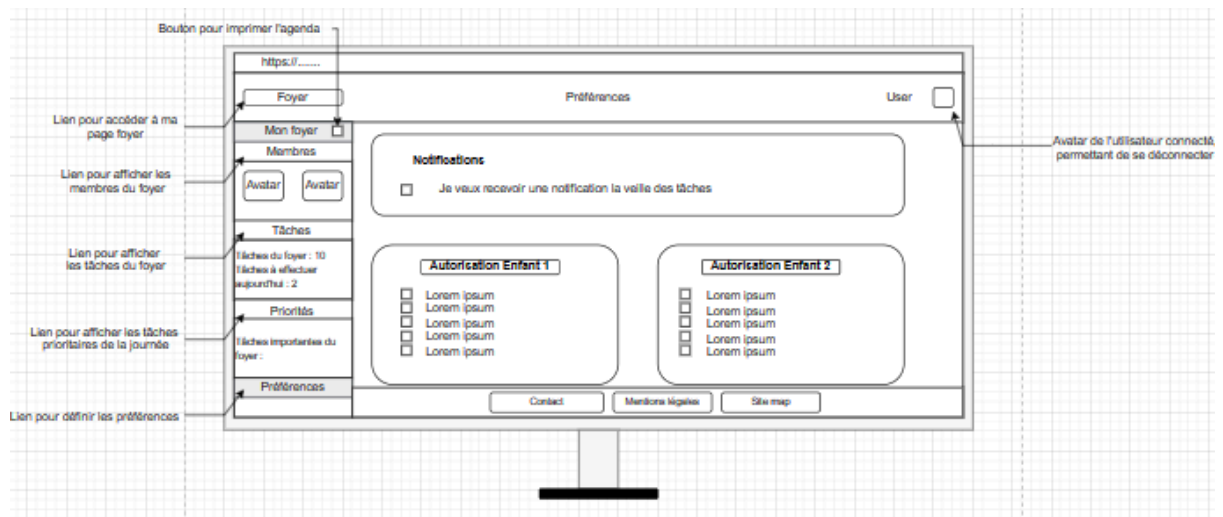 Bouton pour imprimer l'agenda
https://.......
Foyer
Préférences
User
Lien pour accéder à ma
page foyer
Mon foyer
Avatar de l'utilisateur connecté,
permettant de se déconnecter
Membres
Notifications
Lien pour afficher les
membres du foyer
Avatar
Avatar
Je veux recevoir une notification la veille des tâches
Tâches
Lien pour afficher
les tâches du foyer
Tâches du foyer : 10
Tâches à effectuer
aujourd'hui : 2
Autorisation Enfant 1
Lorem ipsum
Lorem ipsum
Lorem ipsum
Lorem ipsum
Lorem ipsum
Autorisation Enfant 2
Lorem ipsum
Lorem ipsum
Lorem ipsum
Lorem ipsum
Lorem ipsum
Priorités
Lien pour afficher les tâches
prioritaires de la journée
Tâches importantes du
foyer :
Préférences
Lien pour définir les préférences
Contact
Mentions légales
Site map